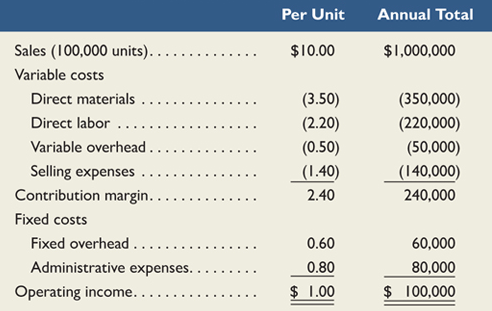 Per Unit Annual Total
Sales (100,000 units). . . . . . . . . . . . . . $10.00 $1,000,000
Variable costs
Direct materials . . . . . . . . . . . . . . (3.50) (350,000)
Direct labor . . . . . . . . . . . . . . . . . (2.20) (220,000)
Variable overhead . . . . . . . . . . . . . (0.50) (50,000)
Selling expenses . . . . . . . . . . . . . . (1.40) (140,000)
Contribution margin. . . . . . . . . . . . . . 2.40 240,000
Fixed costs
Fixed overhead . . . . . . . . . . . . . . . 0.60 60,000
Administrative expenses. . . . . . . . . 0.80 80,000
Operating income. . . . . . . . . . . . . . . . $ 1.00 $ 100,000